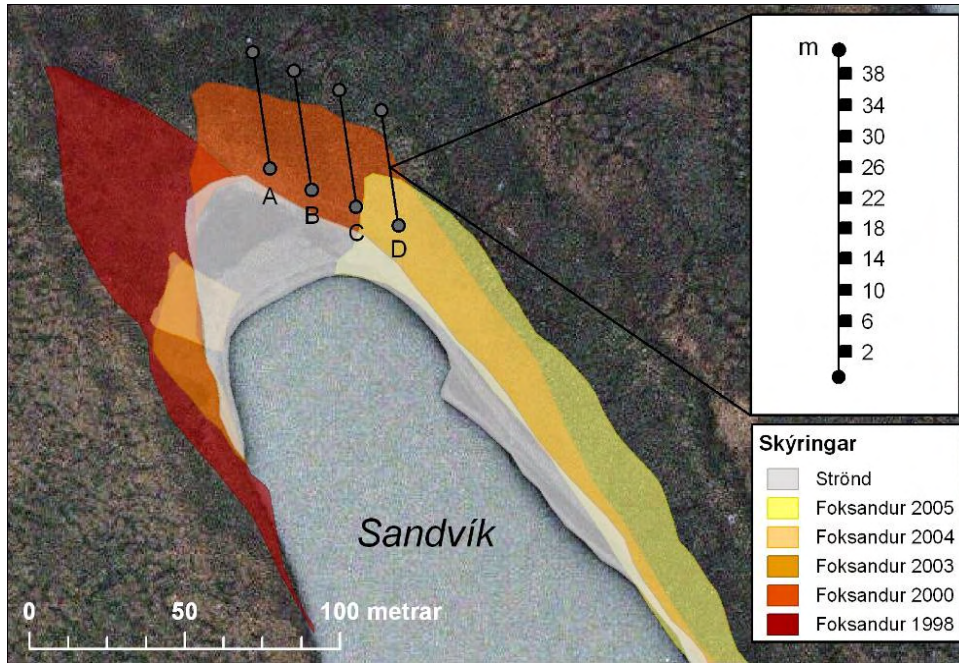 m
38
34
30
26
22
18
14
10
6
2
A
B
C
D
Sandvík
0 50 100 metrar
Skýringar
Strönd
Foksandur 2005
Foksandur 2004
Foksandur 2003
Foksandur 2000
Foksandur 1998